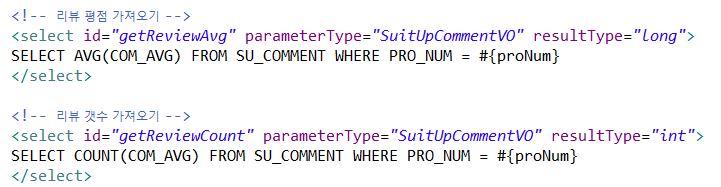 <!-- 리뷰 평점 가져오기 -->
<select id="getReviewAvg" parameterType="SuitUpCommentVO" resultType="long">
SELECT AVG(COM_AVG) FROM SU_COMMENT WHERE PRO_NUM = #{proNum}
</select>
<!-- 리뷰 갯수 가져오기 -->
<select id="getReviewCount" parameterType="SuitUpCommentVO" resultType="int">
SELECT COUNT(COM_AVG) FROM SU_COMMENT WHERE PRO_NUM = #{proNum}
</select>